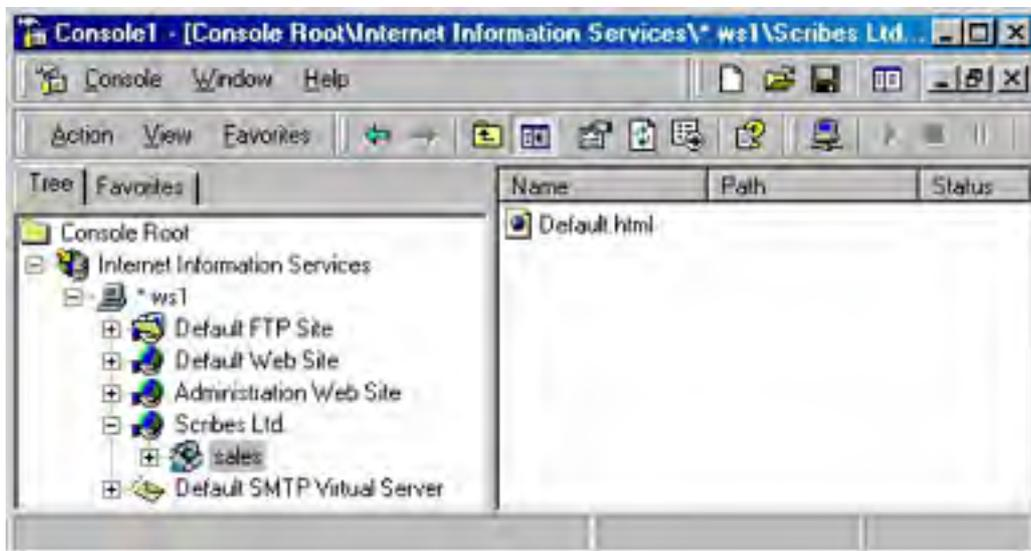 Console1 - [Console Root\Internet Information Services\* ws1\Scribes Ltd...
Console Window Help
Action View Favorites
Tree Favorites
Name Path Status
Console Root
Internet Information Services
* ws1
Default FTP Site
Default Web Site
Administration Web Site
Scribes Ltd.
sales
Default SMTP Virtual Server
Default.html